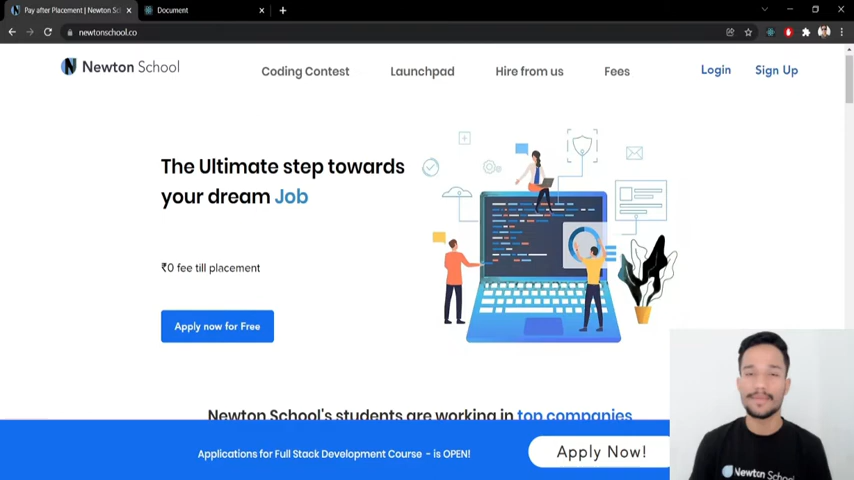 Pay after Placement | Newton Sc
Document
newtonschool.co
Newton School
Coding Contest
Launchpad
Hire from us
Fees
Login
Sign Up
The Ultimate step towards
your dream Job
₹0 fee till placement
Apply now for Free
Newton School's students are working in top companies
Applications for Full Stack Development Course - is OPEN!
Apply Now!
Newton School